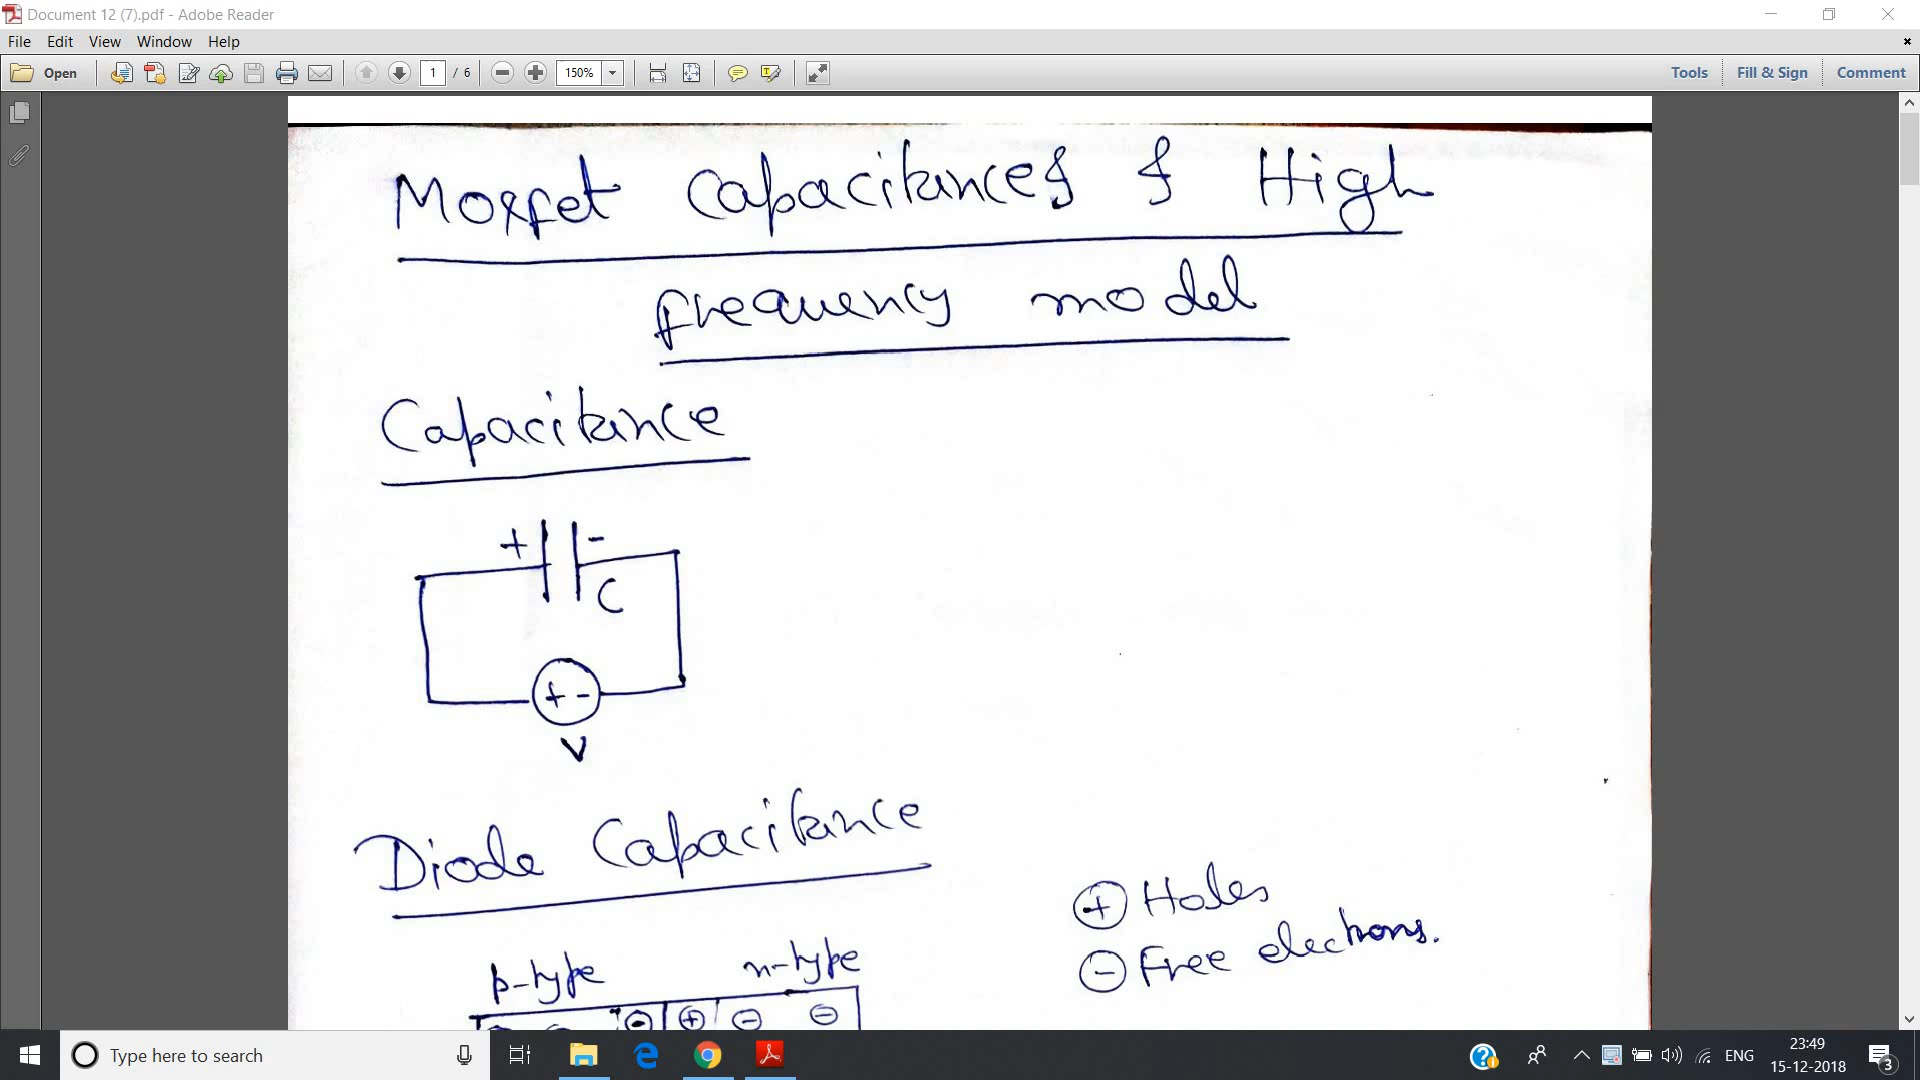 Document 12 (7).pdf - Adobe Reader
File Edit View Window Help
Open 1 / 6 150% Tools Fill & Sign Comment
Mosfet Capacitances & High
frequency model
Capacitance
+ -
C
+ -
V
Diode Capacitance
+ Holes
- Free electrons.
p-type n-type
- + - -
Type here to search
ENG
23:49
15-12-2018
3